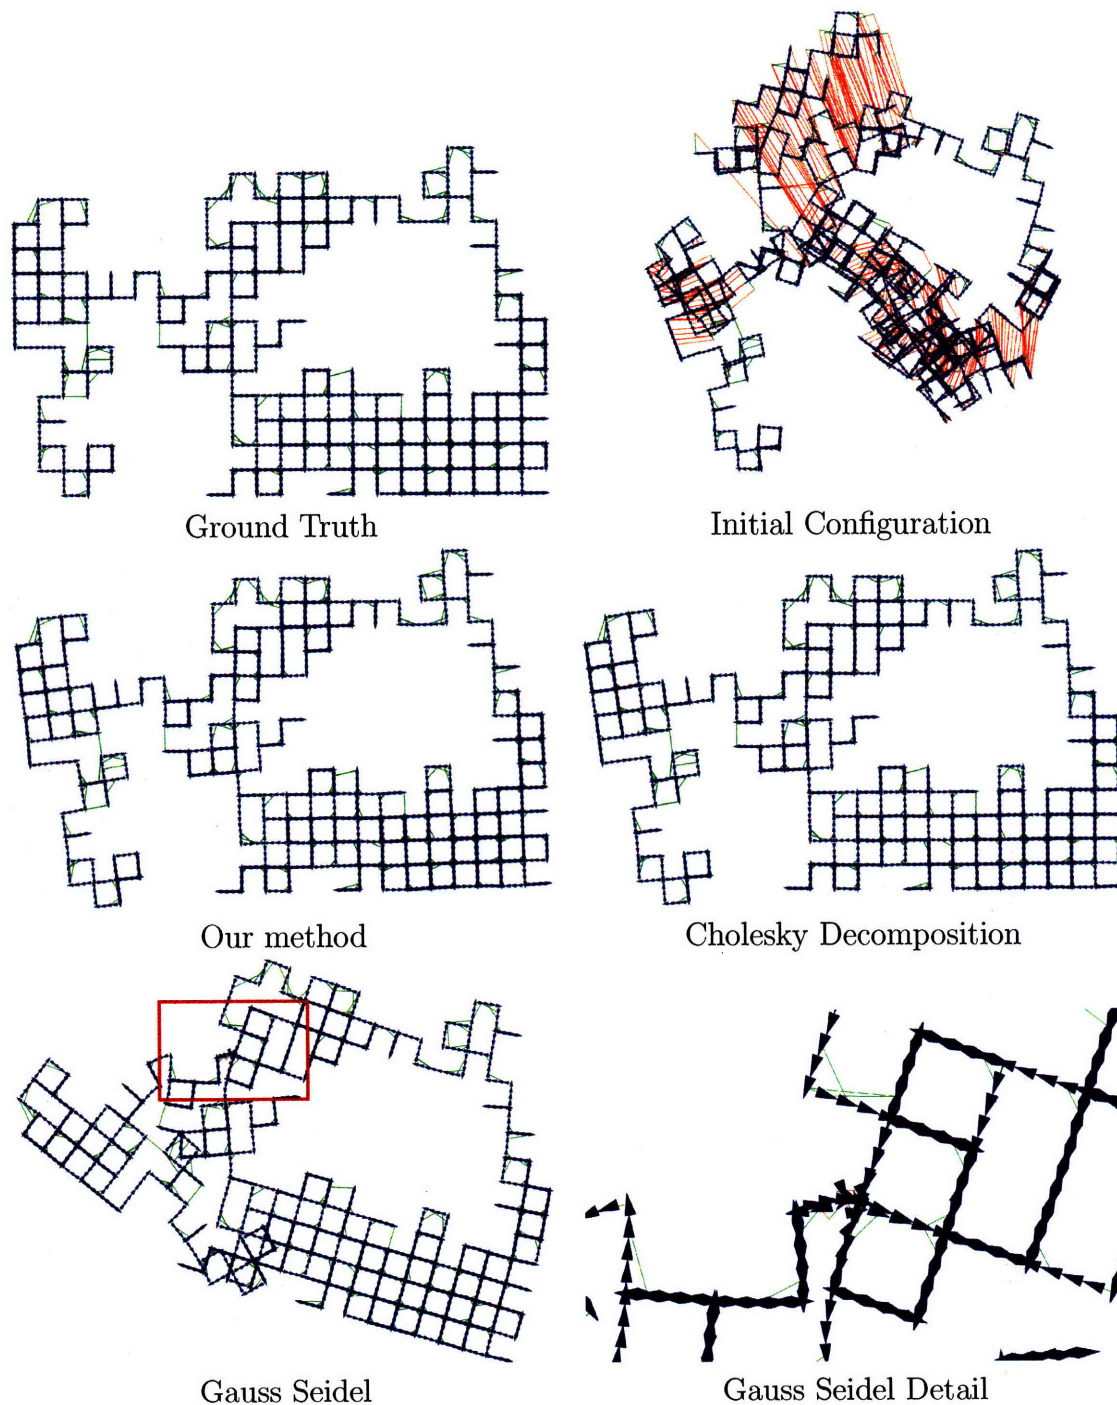 Ground Truth
Initial Configuration
Our method
Cholesky Decomposition
Gauss Seidel
Gauss Seidel Detail